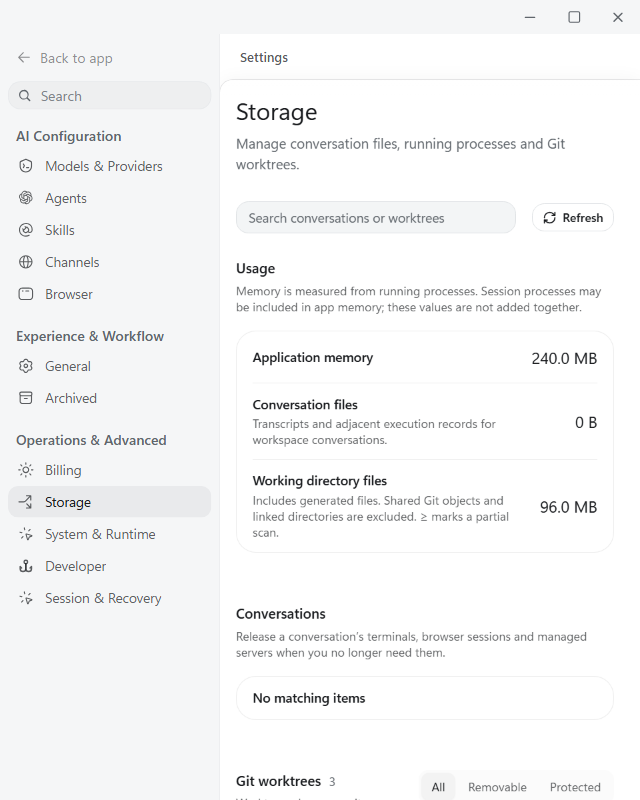 Back to app
Search
AI Configuration
Models & Providers
Agents
Skills
Channels
Browser
Experience & Workflow
General
Archived
Operations & Advanced
Billing
Storage
System & Runtime
Developer
Session & Recovery
Settings
Storage
Manage conversation files, running processes and Git
worktrees.
Search conversations or worktrees
Refresh
Usage
Memory is measured from running processes. Session processes may
be included in app memory; these values are not added together.
Application memory
240.0 MB
Conversation files
Transcripts and adjacent execution records for
workspace conversations.
0 B
Working directory files
Includes generated files. Shared Git objects and
linked directories are excluded. ≥ marks a partial
scan.
96.0 MB
Conversations
Release a conversation's terminals, browser sessions and managed
servers when you no longer need them.
No matching items
Git worktrees 3
All
Removable
Protected